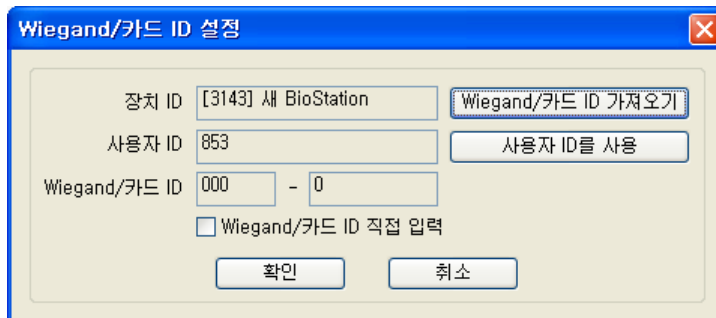 Wiegand/카드 ID 설정
장치 ID [3143] 새 BioStation Wiegand/카드 ID 가져오기
사용자 ID 853 사용자 ID를 사용
Wiegand/카드 ID 000 - 0
Wiegand/카드 ID 직접 입력
확인 취소